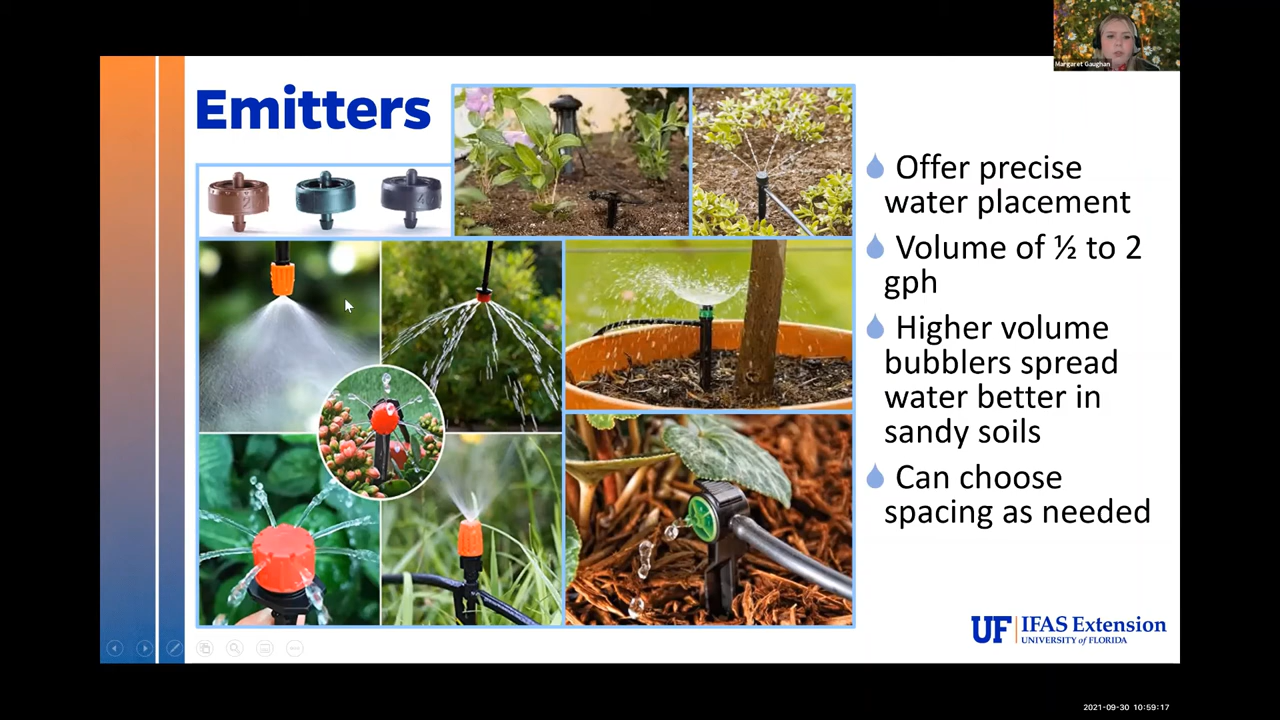 Margaret Gaughan
Emitters
Offer precise
water placement
Volume of ½ to 2
gph
Higher volume
bubblers spread
water better in
sandy soils
Can choose
spacing as needed
UF IFAS Extension
UNIVERSITY of FLORIDA
2021-09-30 10:59:17